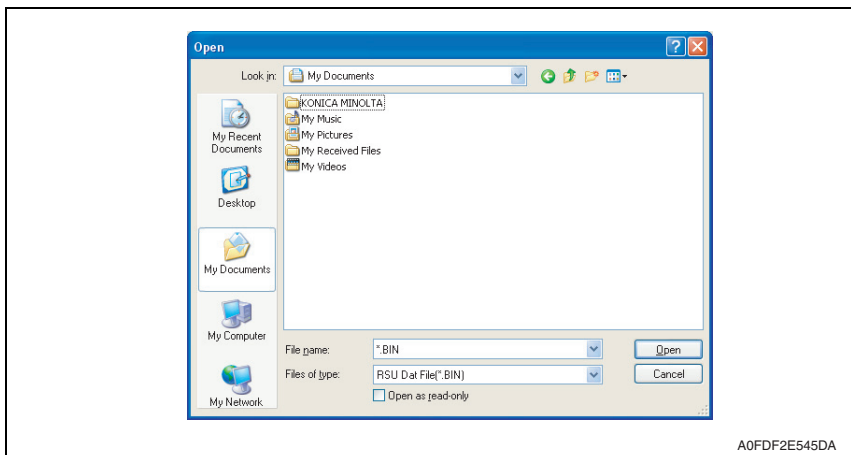 Open
Look in: My Documents
KONICA MINOLTA
My Music
My Pictures
My Received Files
My Videos
My Recent
Documents
Desktop
My Documents
My Computer
My Network
File name: *.BIN Open
Files of type: RSU Dat File(*.BIN) Cancel
Open as read-only
A0FDF2E545DA